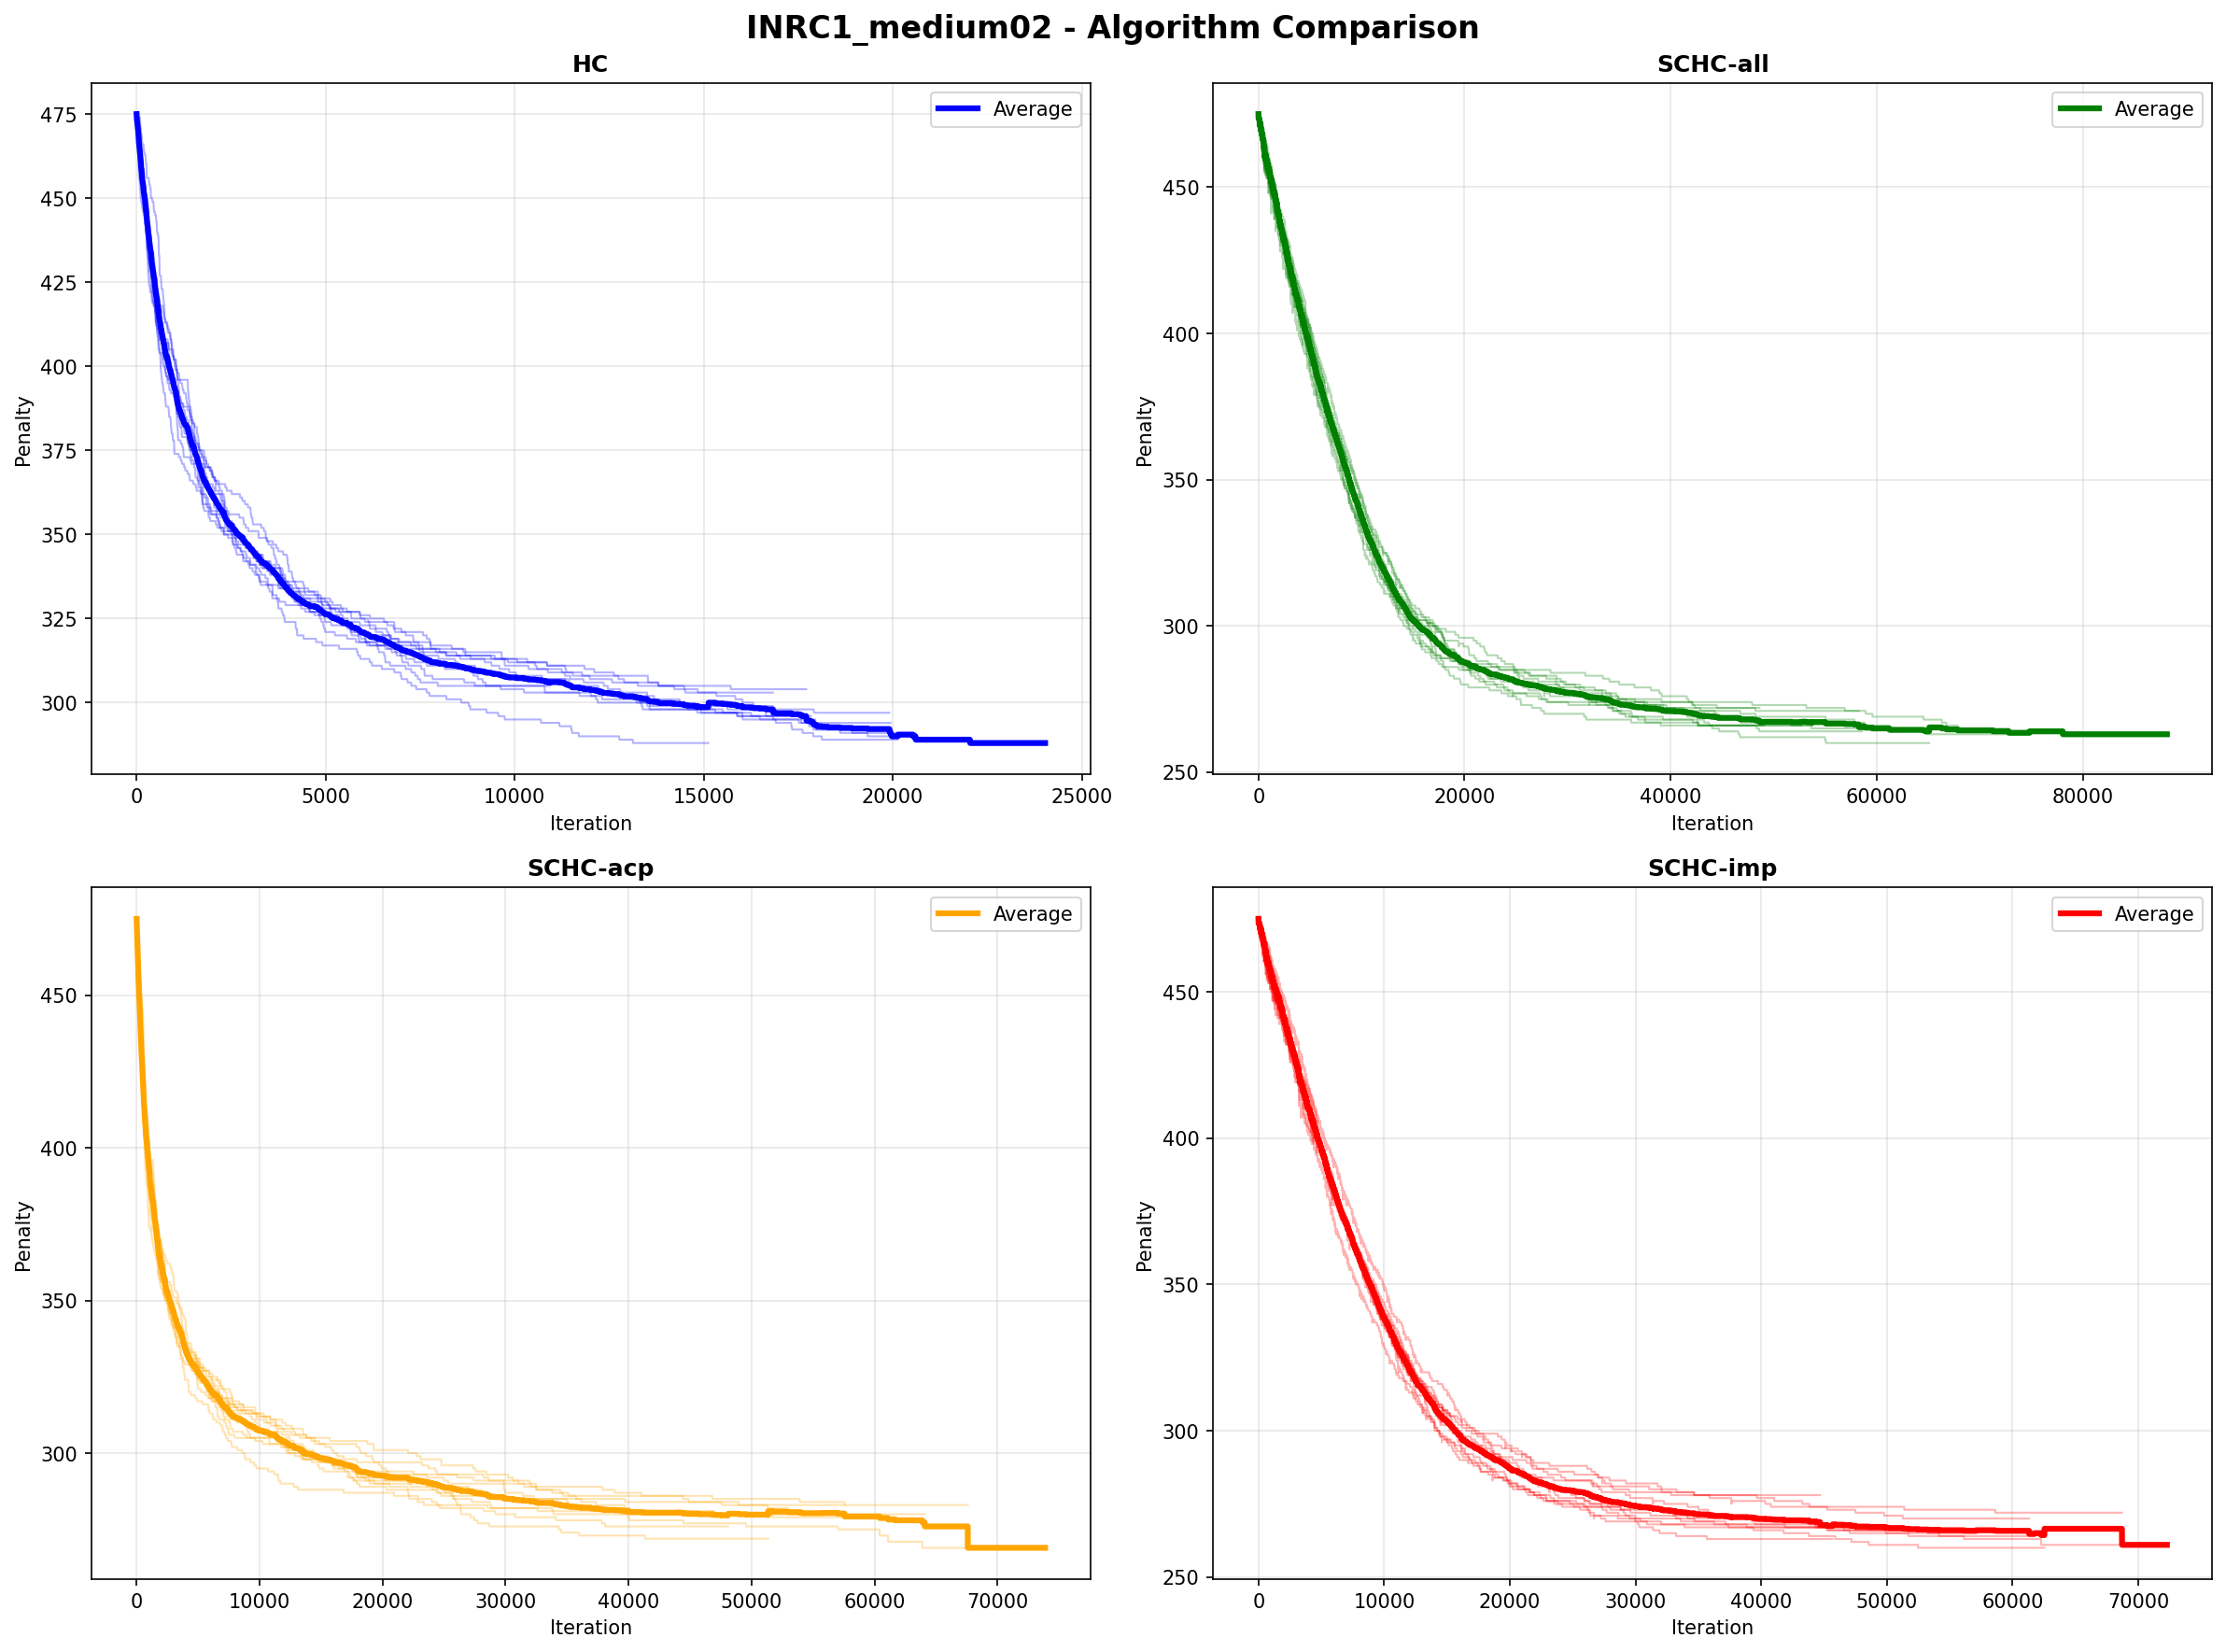 INRC1_medium02 - Algorithm Comparison
HC
Average
475
450
425
400
375
350
325
300
Penalty
0 5000 10000 15000 20000 25000
Iteration
SCHC-all
Average
450
400
350
300
250
Penalty
0 20000 40000 60000 80000
Iteration
SCHC-acp
Average
450
400
350
300
Penalty
0 10000 20000 30000 40000 50000 60000 70000
Iteration
SCHC-imp
Average
450
400
350
300
250
Penalty
0 10000 20000 30000 40000 50000 60000 70000
Iteration